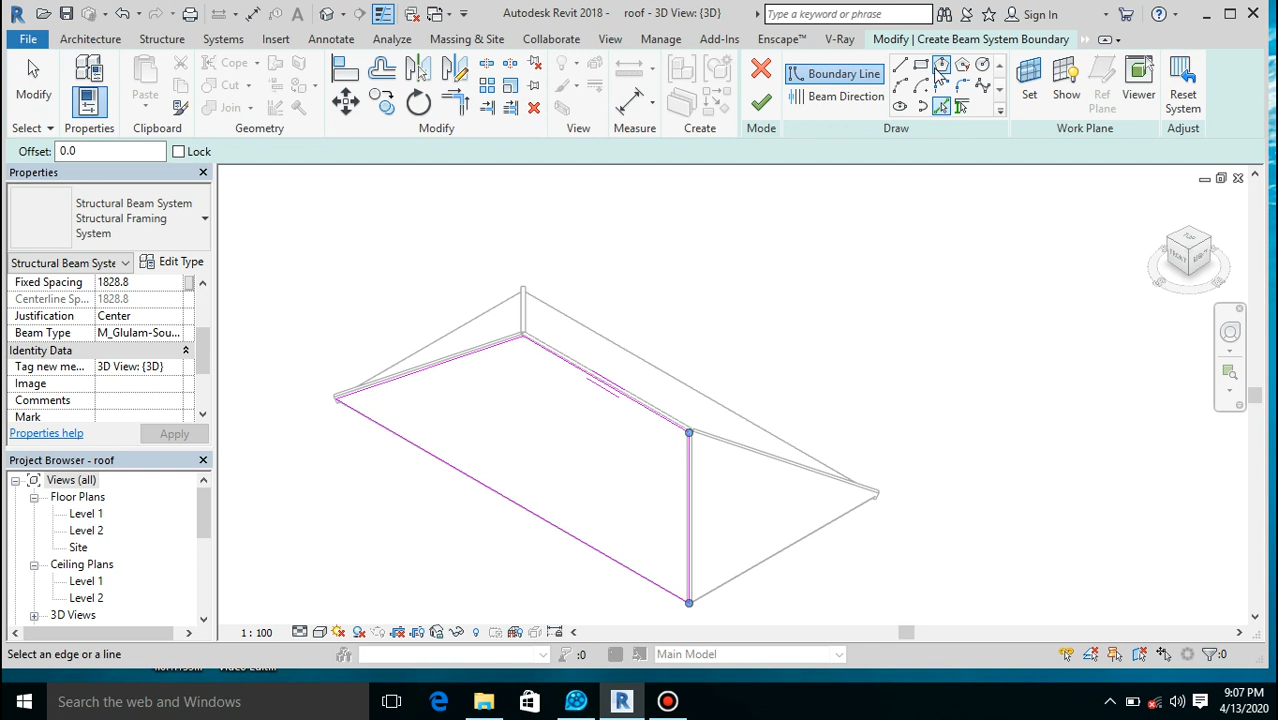 Autodesk Revit 2018 - roof - 3D View: {3D}
Type a keyword or phrase
Sign In
File Architecture Structure Systems Insert Annotate Analyze Massing & Site Collaborate View Manage Add-Ins Enscape™ V-Ray Modify | Create Beam System Boundary
Modify
Select
Properties
Paste
Clipboard
Cope
Cut
Join
Geometry
Modify
View
Measure
Create
Mode
Boundary Line
Beam Direction
Draw
Set
Show
Ref
Plane
Viewer
Work Plane
Reset
System
Adjust
Offset: 0.0 Lock
Properties
Structural Beam System
Structural Framing
System
Structural Beam Syste Edit Type
Fixed Spacing 1828.8
Centerline Sp... 1828.8
Justification Center
Beam Type M_Glulam-Sou...
Identity Data
Tag new me... 3D View: {3D}
Image
Comments
Mark
Properties help Apply
Project Browser - roof
Views (all)
Floor Plans
Level 1
Level 2
Site
Ceiling Plans
Level 1
Level 2
3D Views
TOP
FRONT
1 : 100
Select an edge or a line
:0
Main Model
:0
Search the web and Windows
9:07 PM
4/13/2020